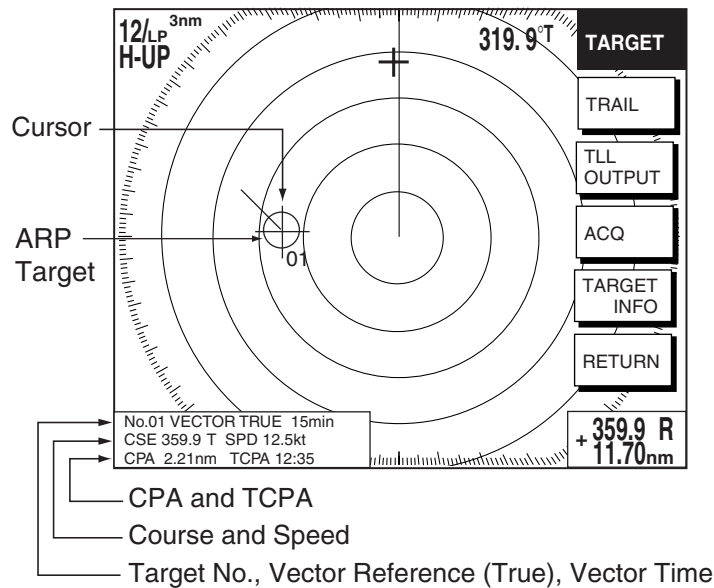 12/LP 3nm
H-UP
319. 9°T
TARGET
TRAIL
TLL
OUTPUT
ACQ
TARGET
INFO
RETURN
Cursor
ARP
Target
01
No.01 VECTOR TRUE 15min
CSE 359.9 T SPD 12.5kt
CPA 2.21nm TCPA 12:35
+ 359.9 R
11.70nm
CPA and TCPA
Course and Speed
Target No., Vector Reference (True), Vector Time